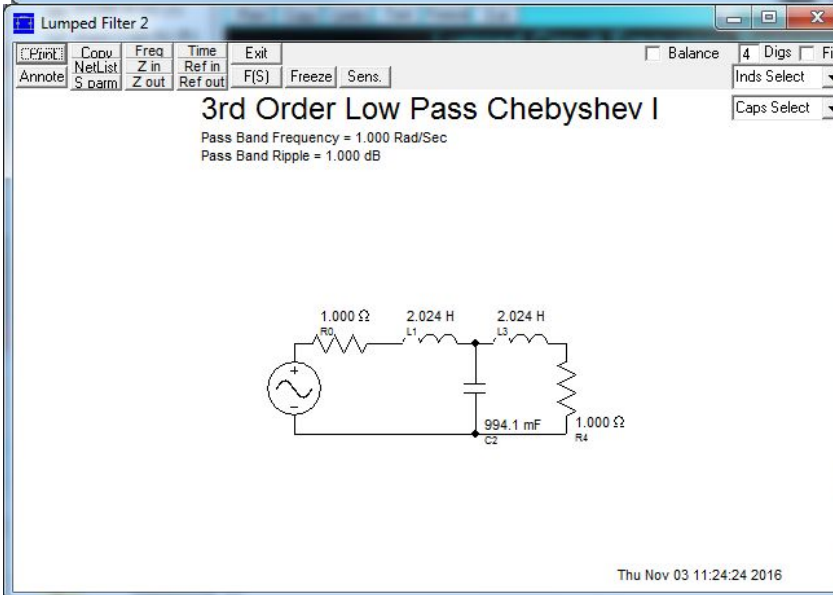 Lumped Filter 2
Print Copy Freq Time Exit
NetList Z in Ref in
Annote S parm Z out Ref out F(S) Freeze Sens.
Balance 4 Digs Fi
Inds Select
Caps Select
3rd Order Low Pass Chebyshev I
Pass Band Frequency = 1.000 Rad/Sec
Pass Band Ripple = 1.000 dB
1.000 Ω 2.024 H 2.024 H
R0 L1 L3
994.1 mF 1.000 Ω
C2 R4
Thu Nov 03 11:24:24 2016